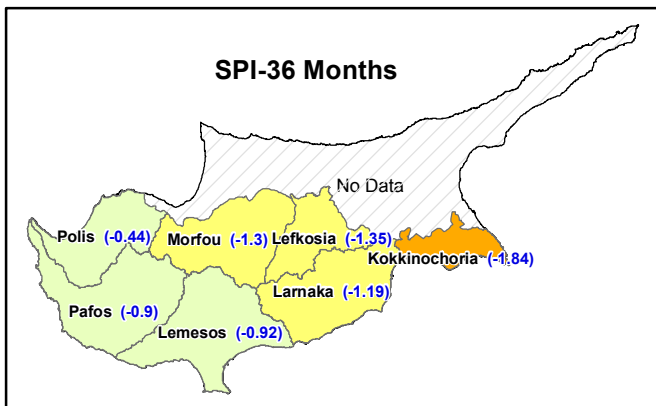 SPI-36 Months
No Data
Polis (-0.44)
Morfou (-1.3)
Lefkosia (-1.35)
Kokkinochoria (-1.84)
Larnaka (-1.19)
Pafos (-0.9)
Lemesos (-0.92)